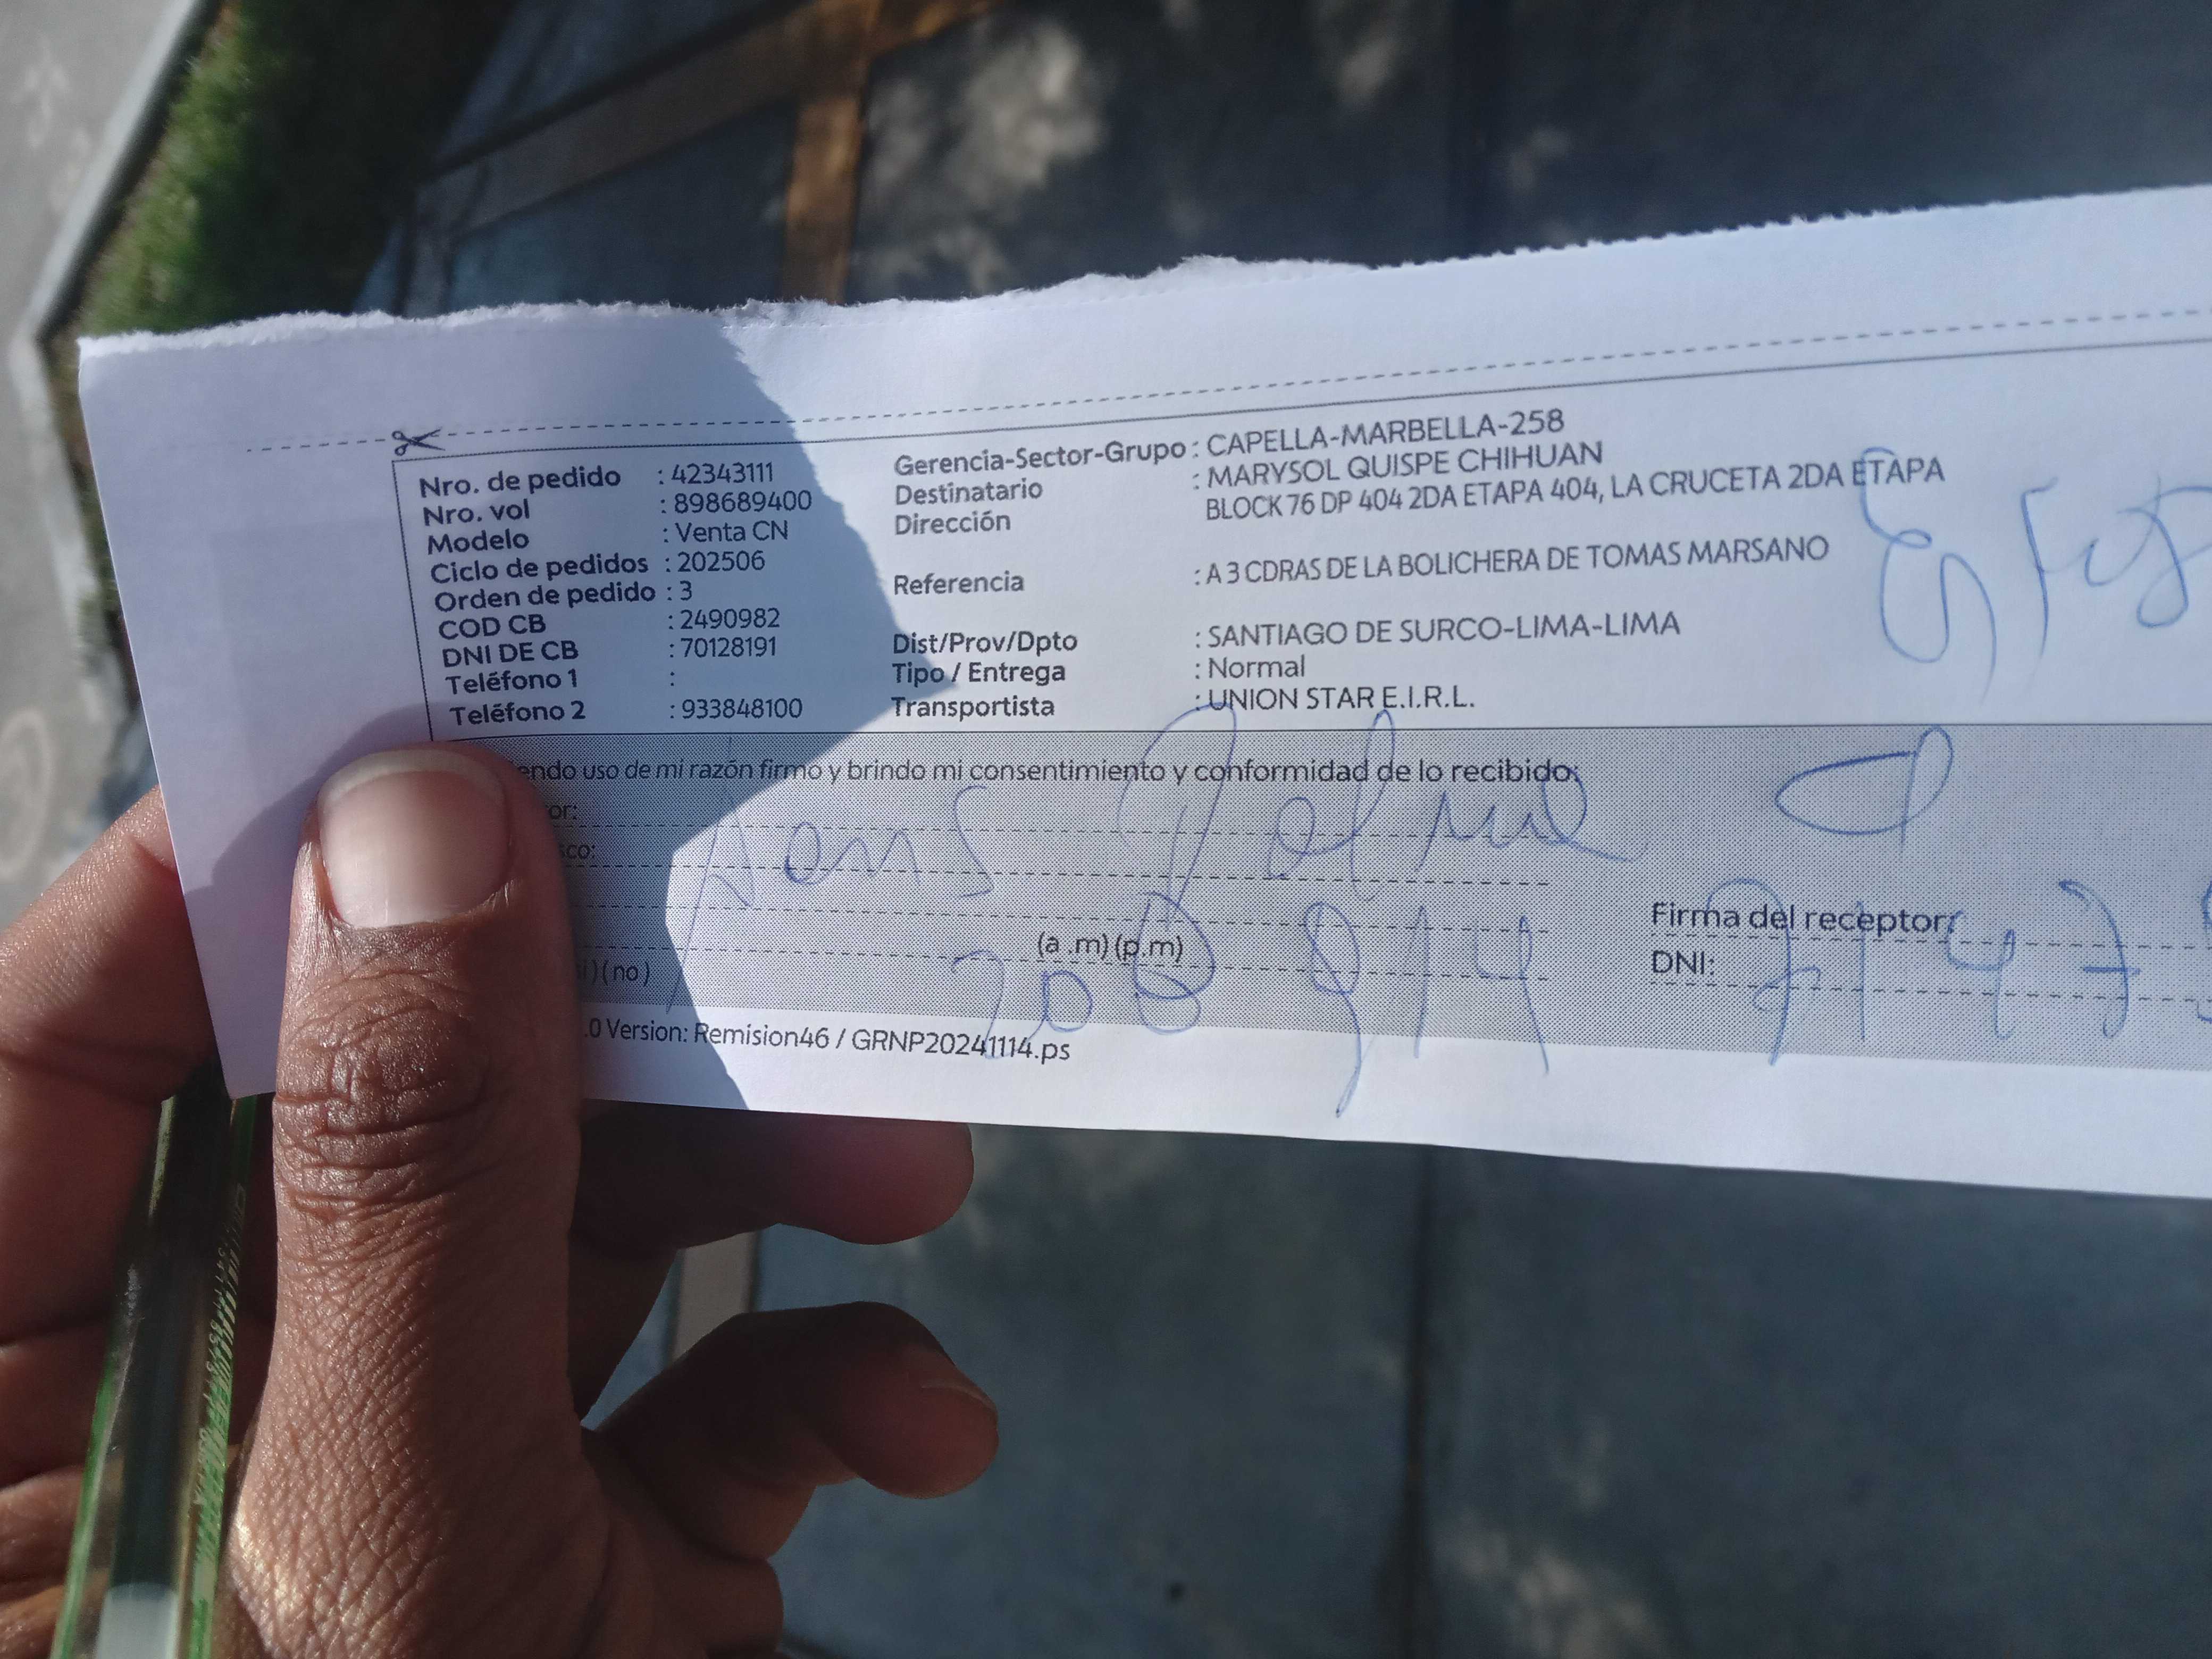 Nro. de pedido : 42343111
Nro. vol : 898689400
Modelo : Venta CN
Ciclo de pedidos : 202506
Orden de pedido : 3
COD CB : 2490982
DNI DE CB : 70128191
Teléfono 1 :
Teléfono 2 : 933848100
Gerencia-Sector-Grupo : CAPELLA-MARBELLA-258
Destinatario : MARYSOL QUISPE CHIHUAN
Dirección BLOCK 76 DP 404 2DA ETAPA 404, LA CRUCETA 2DA ETAPA
Referencia : A 3 CDRAS DE LA BOLICHERA DE TOMAS MARSANO
Dist/Prov/Dpto : SANTIAGO DE SURCO-LIMA-LIMA
Tipo / Entrega : Normal
Transportista : UNION STAR E.I.R.L.
uso de mi razón firmo y brindo mi consentimiento y conformidad de lo recibido:
(a .m) (p.m)
(no)
Firma del receptor:
DNI:
.0 Version: Remision46 / GRNP20241114.ps